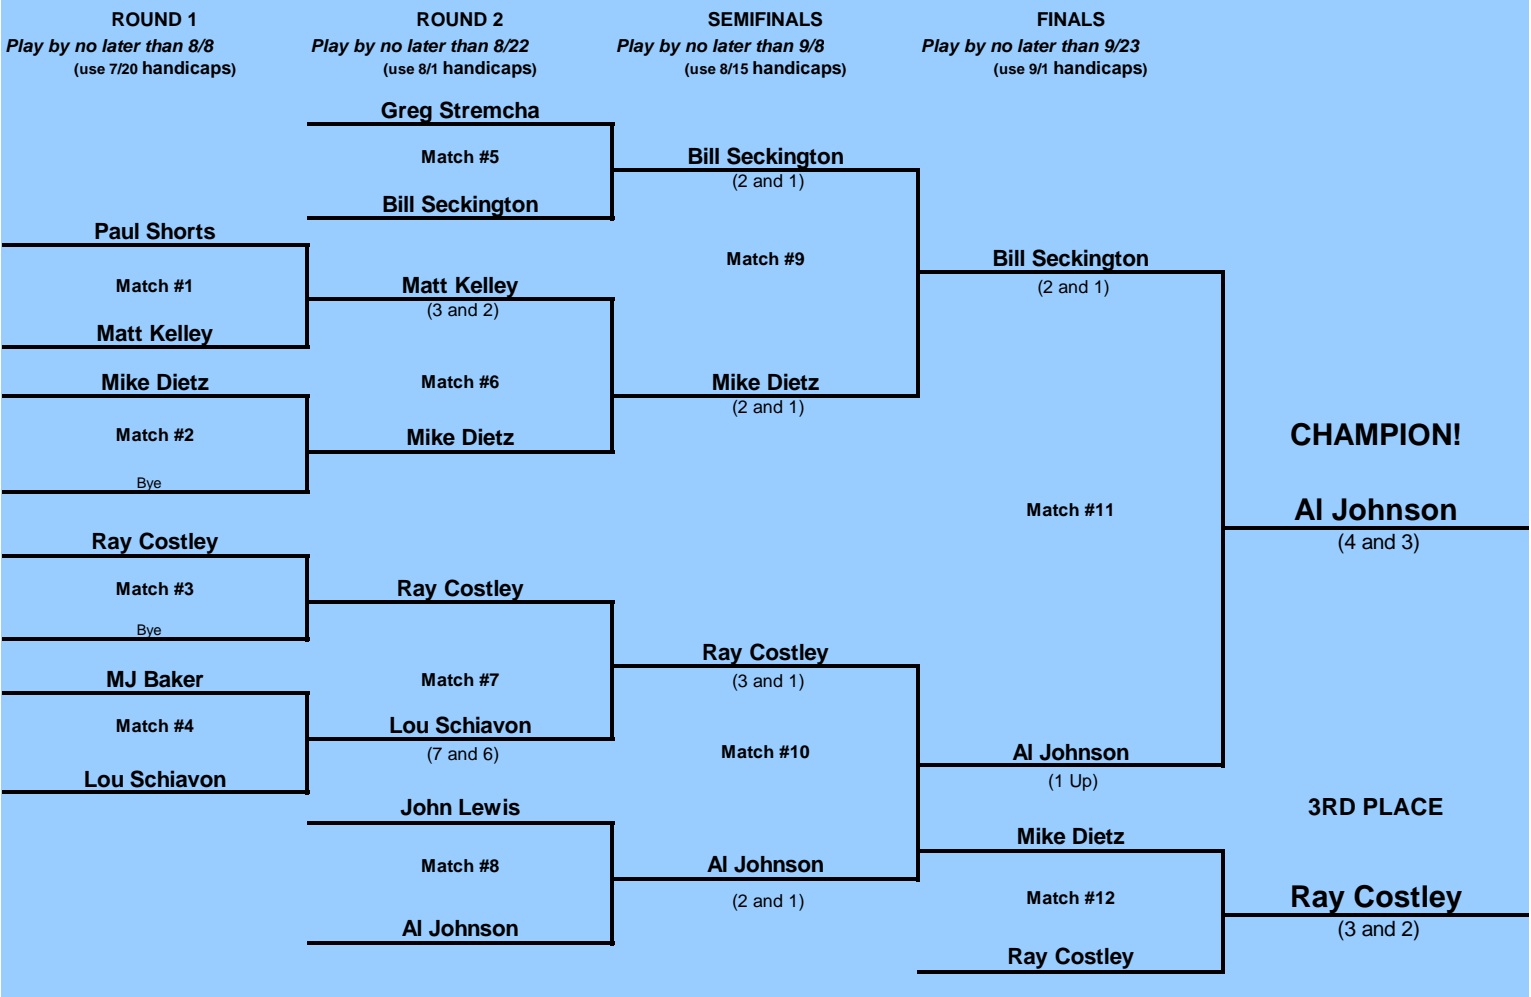 ROUND 1
Play by no later than 8/8
(use 7/20 handicaps)
ROUND 2
Play by no later than 8/22
(use 8/1 handicaps)
SEMIFINALS
Play by no later than 9/8
(use 8/15 handicaps)
FINALS
Play by no later than 9/23
(use 9/1 handicaps)
Paul Shorts
Match #1
Matt Kelley
Mike Dietz
Match #2
Bye
Ray Costley
Match #3
Bye
MJ Baker
Match #4
Lou Schiavon
Greg Stremcha
Match #5
Bill Seckington
Matt Kelley
(3 and 2)
Match #6
Mike Dietz
Ray Costley
Match #7
Lou Schiavon
(7 and 6)
John Lewis
Match #8
Al Johnson
Bill Seckington
(2 and 1)
Match #9
Mike Dietz
(2 and 1)
Ray Costley
(3 and 1)
Match #10
Al Johnson
(2 and 1)
Bill Seckington
(2 and 1)
Match #11
Al Johnson
(1 Up)
Mike Dietz
Match #12
Ray Costley
CHAMPION!
Al Johnson
(4 and 3)
3RD PLACE
Ray Costley
(3 and 2)